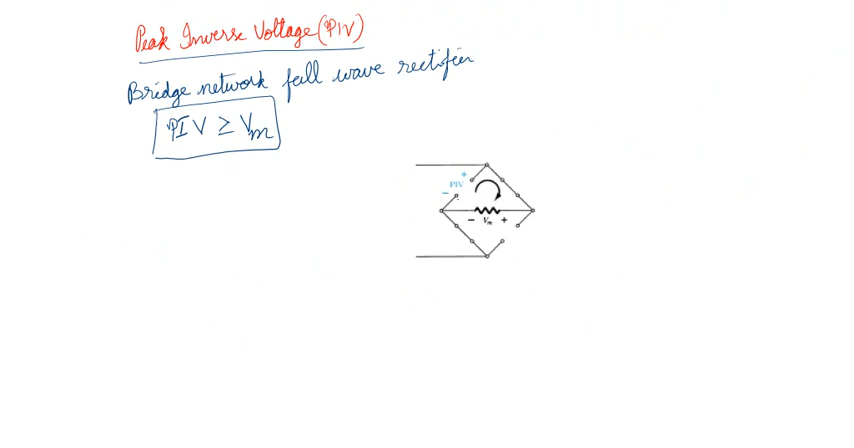 Peak Inverse Voltage (PIV)
Bridge network full wave rectifier
PIV ≥ Vm
+
PIV
−
− Vm +